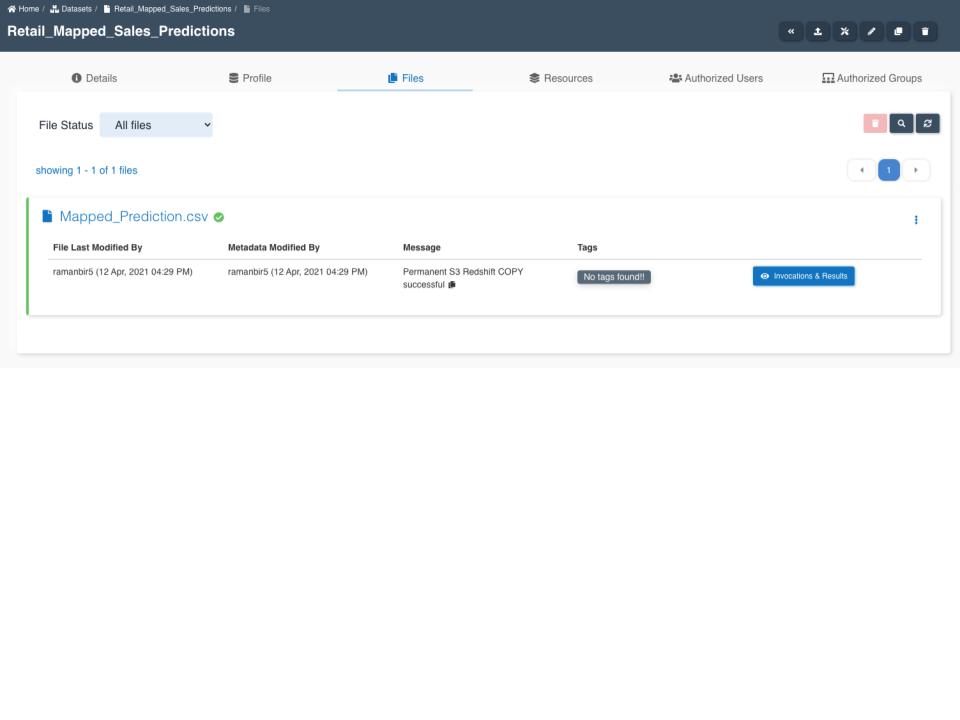 Home / Datasets / Retail_Mapped_Sales_Predictions / Files
Retail_Mapped_Sales_Predictions
Details Profile Files Resources Authorized Users Authorized Groups
File Status All files
showing 1 - 1 of 1 files
1
Mapped_Prediction.csv
File Last Modified By Metadata Modified By Message Tags
ramanbir5 (12 Apr, 2021 04:29 PM) ramanbir5 (12 Apr, 2021 04:29 PM) Permanent S3 Redshift COPY No tags found!! Invocations & Results
successful